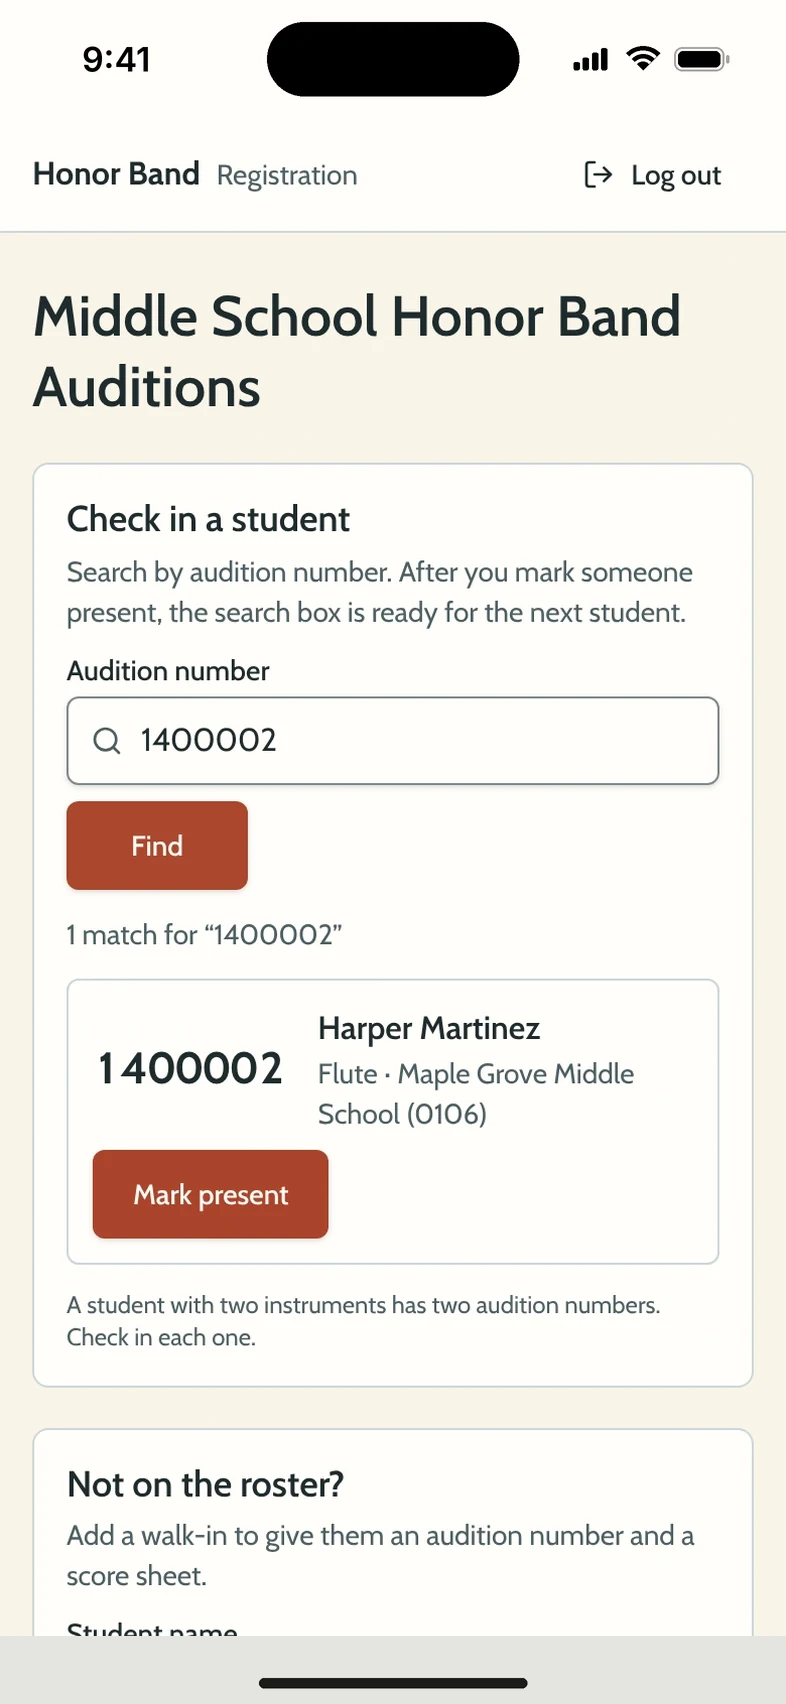 9:41
Honor Band Registration
Log out
Middle School Honor Band
Auditions
Check in a student
Search by audition number. After you mark someone
present, the search box is ready for the next student.
Audition number
1400002
Find
1 match for “1400002”
1400002
Harper Martinez
Flute · Maple Grove Middle
School (0106)
Mark present
A student with two instruments has two audition numbers.
Check in each one.
Not on the roster?
Add a walk-in to give them an audition number and a
score sheet.
Student name